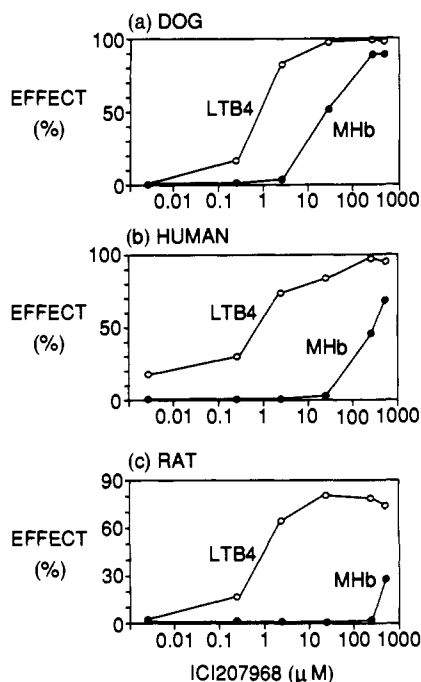 (a) DOG
100
50
0
EFFECT
(%)
LTB4
MHb
0.01 0.1 1 10 100 1000
(b) HUMAN
100
50
0
EFFECT
(%)
LTB4
MHb
0.01 0.1 1 10 100 1000
(c) RAT
90
60
30
0
EFFECT
(%)
LTB4
MHb
0.01 0.1 1 10 100 1000
ICI207968 (μM)